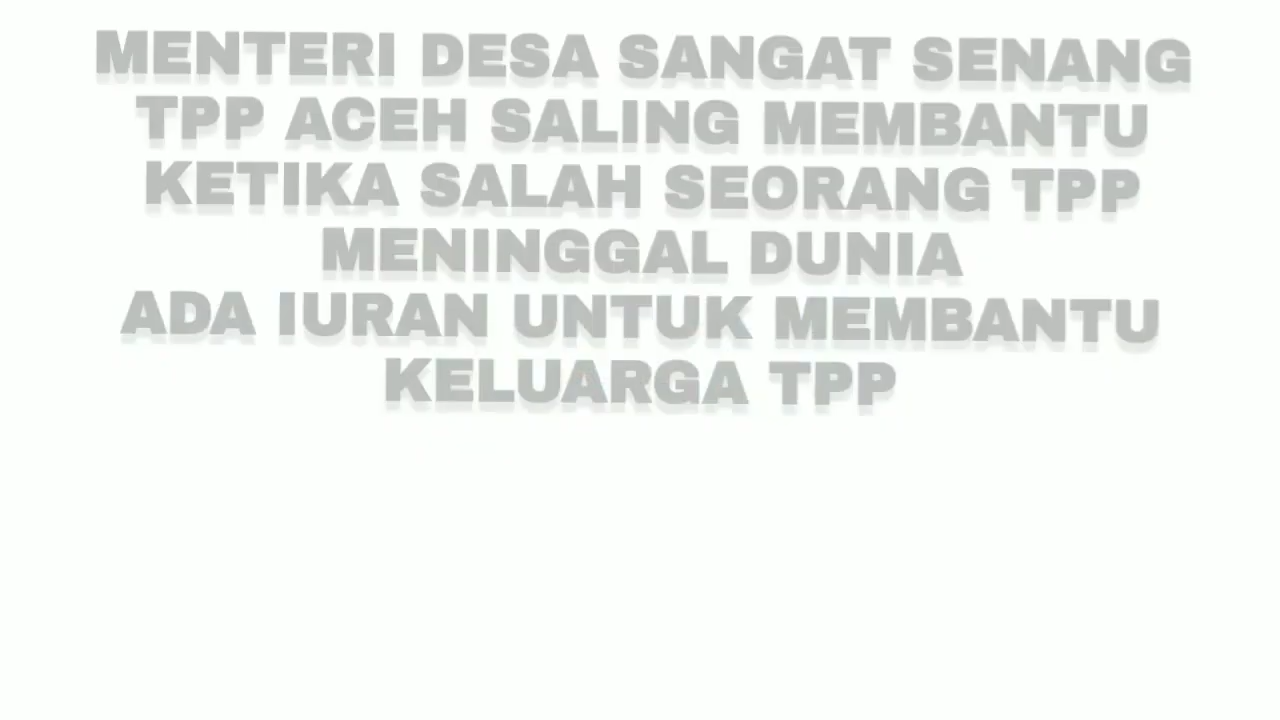 MENTERI DESA SANGAT SENANG
TPP ACEH SALING MEMBANTU
KETIKA SALAH SEORANG TPP
MENINGGAL DUNIA
ADA IURAN UNTUK MEMBANTU
KELUARGA TPP